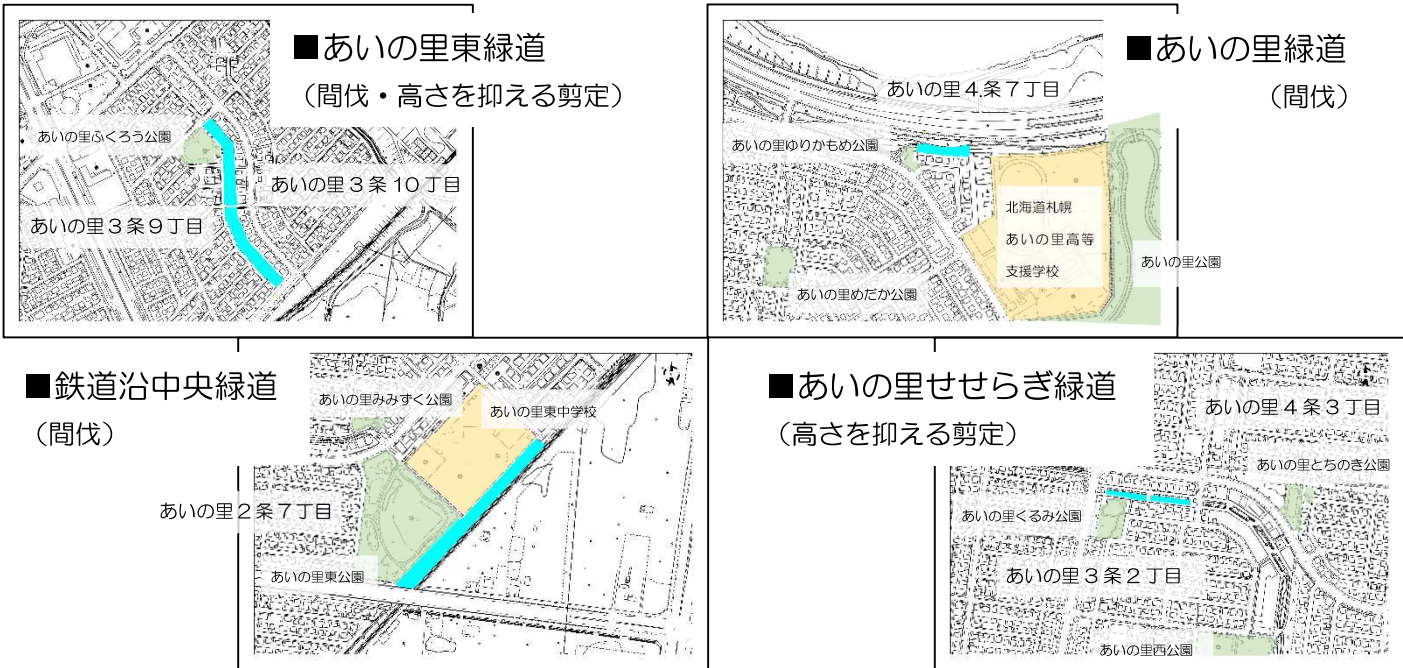 ■あいの里東緑道
（間伐・高さを抑える剪定）
あいの里ふくろう公園
あいの里３条10丁目
あいの里３条９丁目
■あいの里緑道
（間伐）
あいの里４条７丁目
あいの里ゆりかもめ公園
北海道札幌
あいの里高等
支援学校
あいの里公園
あいの里めだか公園
■鉄道沿中央緑道
（間伐）
あいの里みみずく公園
あいの里東中学校
あいの里２条７丁目
あいの里東公園
■あいの里せせらぎ緑道
（高さを抑える剪定）
あいの里４条３丁目
あいの里とちのき公園
あいの里くるみ公園
あいの里３条２丁目
あいの里西公園